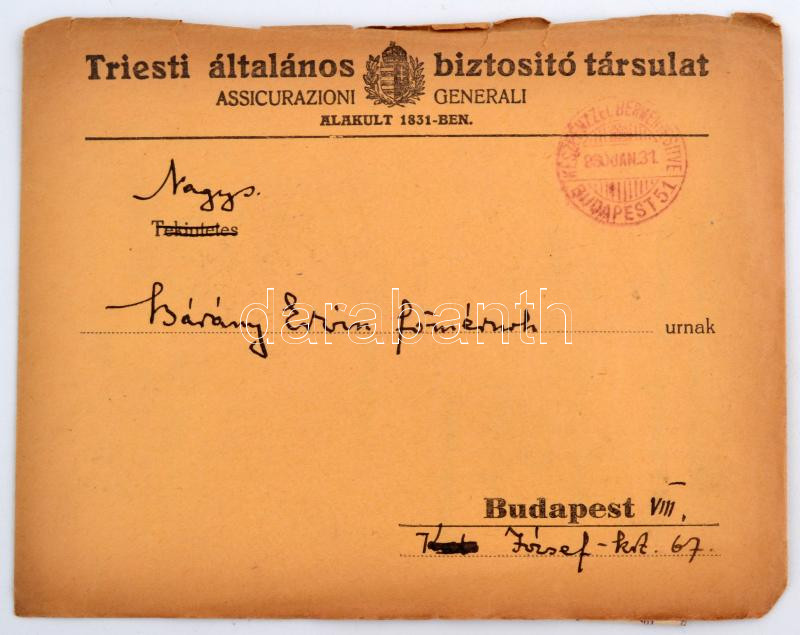 Triesti általános biztositó társulat
ASSICURAZIONI GENERALI
ALAKULT 1831-BEN.
KÉSZPÉNZZEL BÉRMENTESITVE
JAN.31.
BUDAPEST 51
Nagys.
Tekintetes
Bárány Ervin főmérnök urnak
darabanth
Budapest VIII,
József-krt. 67.